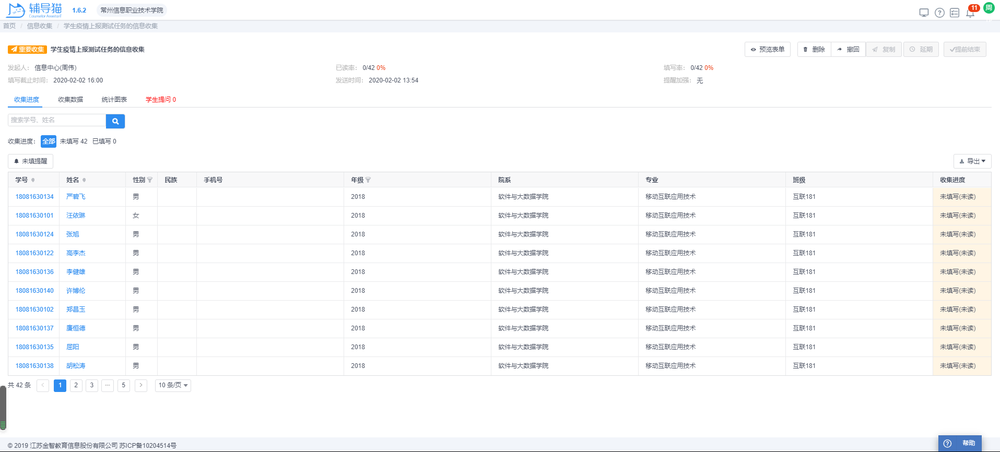 辅导猫 Counselor Assistant 1.6.2 常州信息职业技术学院 11 周
首页 / 信息收集 / 学生疫情上报测试任务的信息收集
重要收集 学生疫情上报测试任务的信息收集 预览表单 删除 撤回 复制 延期 提前结束
发起人: 信息中心(周伟) 已读率: 0/42 0% 填写率: 0/42 0%
填写截止时间: 2020-02-02 16:00 发送时间: 2020-02-02 13:54 提醒加强: 无
收集进度 收集数据 统计图表 学生提问 0
搜索学号、姓名
收集进度: 全部 未填写 42 已填写 0
未填提醒 导出
学号 姓名 性别 民族 手机号 年级 院系 专业 班级 收集进度
18081630134 严碧飞 男 2018 软件与大数据学院 移动互联应用技术 互联181 未填写(未读)
18081630101 汪依琳 女 2018 软件与大数据学院 移动互联应用技术 互联181 未填写(未读)
18081630124 张旭 男 2018 软件与大数据学院 移动互联应用技术 互联181 未填写(未读)
18081630122 高李杰 男 2018 软件与大数据学院 移动互联应用技术 互联181 未填写(未读)
18081630136 李健雄 男 2018 软件与大数据学院 移动互联应用技术 互联181 未填写(未读)
18081630140 许博伦 男 2018 软件与大数据学院 移动互联应用技术 互联181 未填写(未读)
18081630102 郑昌玉 男 2018 软件与大数据学院 移动互联应用技术 互联181 未填写(未读)
18081630137 廉恒德 男 2018 软件与大数据学院 移动互联应用技术 互联181 未填写(未读)
18081630135 屈阳 男 2018 软件与大数据学院 移动互联应用技术 互联181 未填写(未读)
18081630138 胡松涛 男 2018 软件与大数据学院 移动互联应用技术 互联181 未填写(未读)
共 42 条 < 1 2 3 ··· 5 > 10 条/页
© 2019 江苏金智教育信息股份有限公司 苏ICP备10204514号 帮助